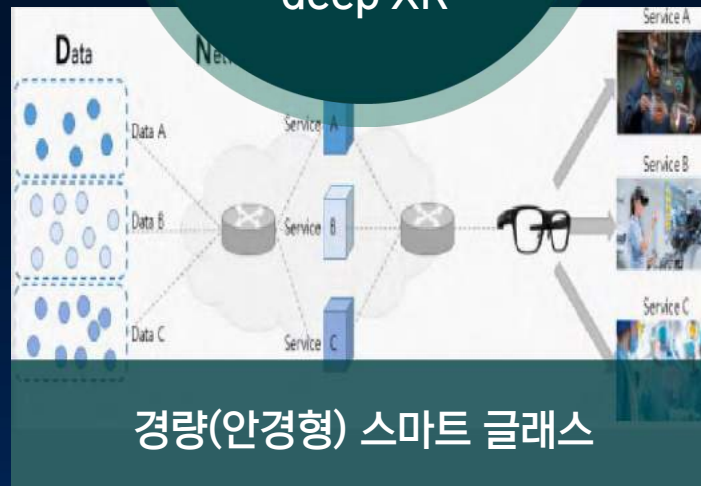 deep XR
Service A
Data
Data A
Service A
Service B
Data B
Service B
Service C
Data C
Service C
경량(안경형) 스마트 글래스